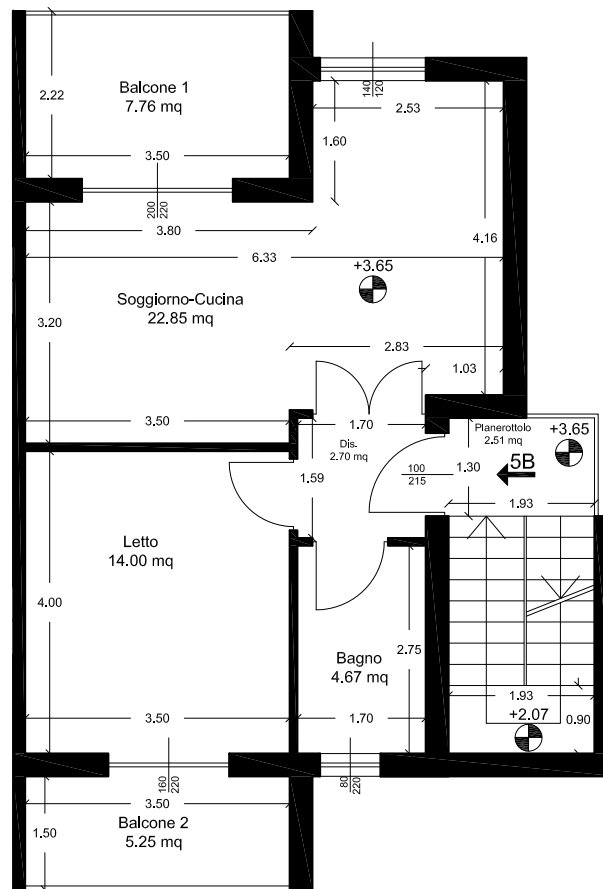 2.22
Balcone 1
7.76 mq
3.50
200
220
140
120
2.53
1.60
3.80
4.16
6.33
+3.65
Soggiorno-Cucina
22.85 mq
3.20
2.83
1.03
3.50
1.70
Dis.
2.70 mq
Planerottolo
2.51 mq
+3.65
1.59
100
215
1.30
5B
1.93
Letto
14.00 mq
4.00
2.75
Bagno
4.67 mq
3.50
1.70
1.93
+2.07
0.90
160
220
80
220
3.50
1.50
Balcone 2
5.25 mq